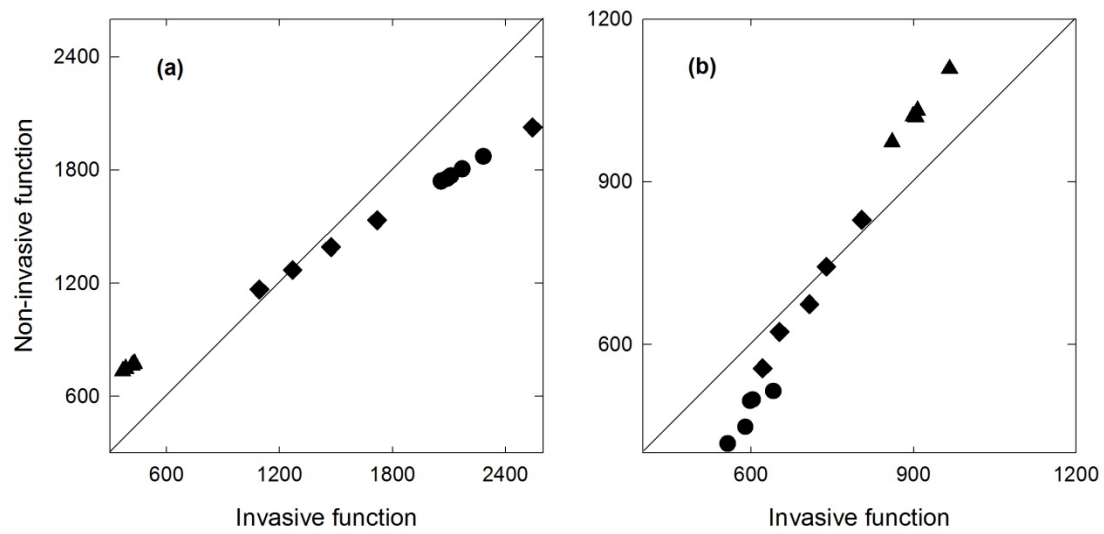 (a)
2400
1800
1200
600
Non-invasive function
600 1200 1800 2400
Invasive function
(b)
1200
900
600
600 900 1200
Invasive function